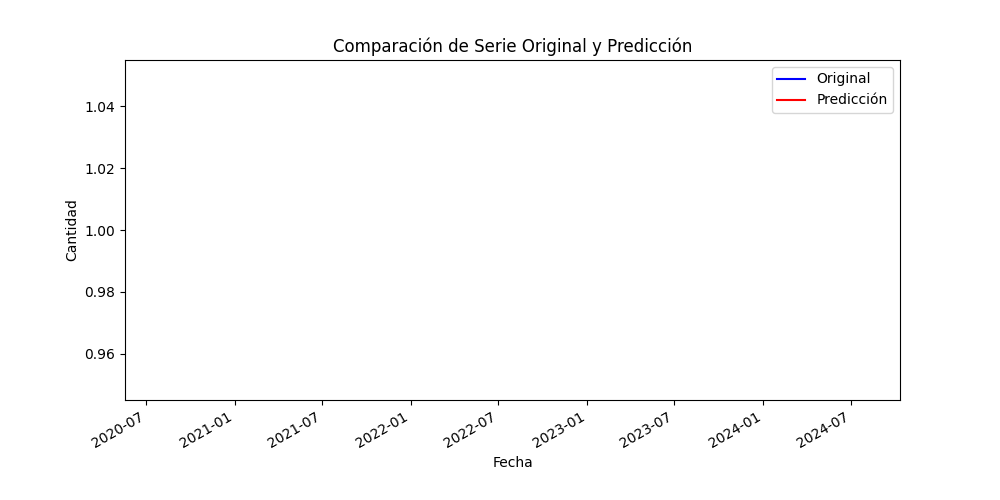 Comparación de Serie Original y Predicción
Original
Predicción
1.04
1.02
1.00
0.98
0.96
Cantidad
2020-07
2021-01
2021-07
2022-01
2022-07
2023-01
2023-07
2024-01
2024-07
Fecha